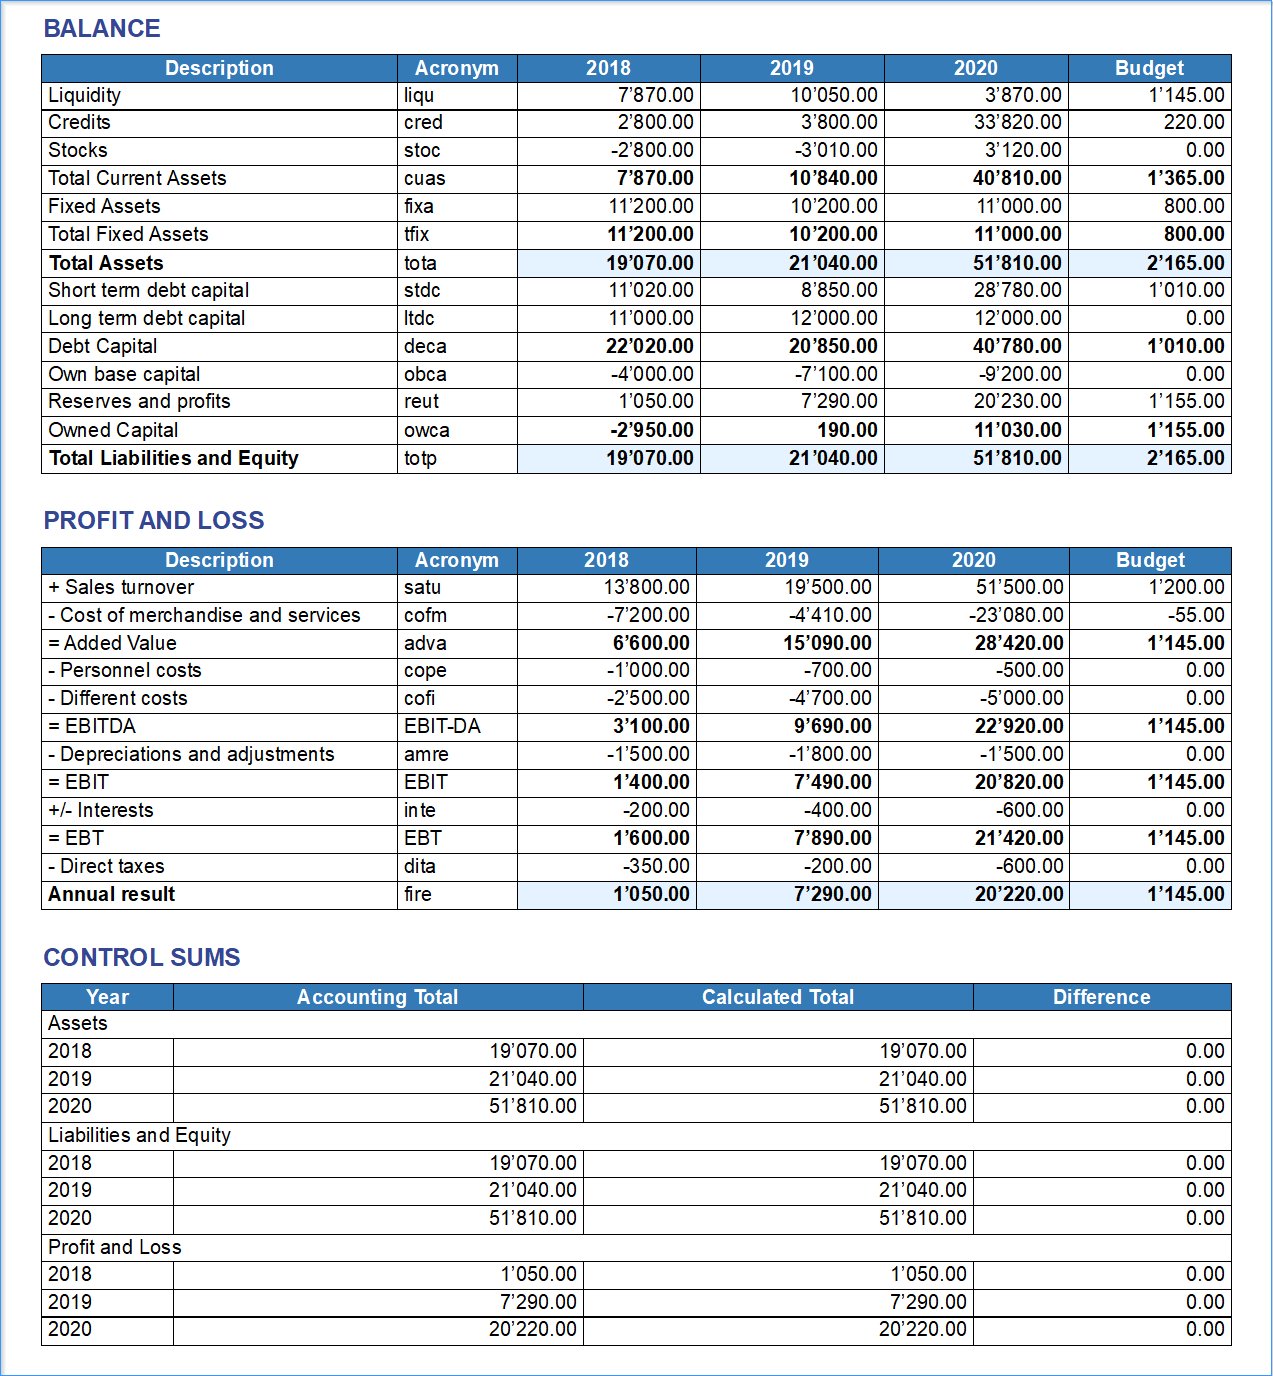 BALANCE
Description Acronym 2018 2019 2020 Budget
Liquidity liqu 7’870.00 10’050.00 3’870.00 1’145.00
Credits cred 2’800.00 3’800.00 33’820.00 220.00
Stocks stoc -2’800.00 -3’010.00 3’120.00 0.00
Total Current Assets cuas 7’870.00 10’840.00 40’810.00 1’365.00
Fixed Assets fixa 11’200.00 10’200.00 11’000.00 800.00
Total Fixed Assets tfix 11’200.00 10’200.00 11’000.00 800.00
Total Assets tota 19’070.00 21’040.00 51’810.00 2’165.00
Short term debt capital stdc 11’020.00 8’850.00 28’780.00 1’010.00
Long term debt capital ltdc 11’000.00 12’000.00 12’000.00 0.00
Debt Capital deca 22’020.00 20’850.00 40’780.00 1’010.00
Own base capital obca -4’000.00 -7’100.00 -9’200.00 0.00
Reserves and profits reut 1’050.00 7’290.00 20’230.00 1’155.00
Owned Capital owca -2’950.00 190.00 11’030.00 1’155.00
Total Liabilities and Equity totp 19’070.00 21’040.00 51’810.00 2’165.00
PROFIT AND LOSS
Description Acronym 2018 2019 2020 Budget
+ Sales turnover satu 13’800.00 19’500.00 51’500.00 1’200.00
- Cost of merchandise and services cofm -7’200.00 -4’410.00 -23’080.00 -55.00
= Added Value adva 6’600.00 15’090.00 28’420.00 1’145.00
- Personnel costs cope -1’000.00 -700.00 -500.00 0.00
- Different costs cofi -2’500.00 -4’700.00 -5’000.00 0.00
= EBITDA EBIT-DA 3’100.00 9’690.00 22’920.00 1’145.00
- Depreciations and adjustments amre -1’500.00 -1’800.00 -1’500.00 0.00
= EBIT EBIT 1’400.00 7’490.00 20’820.00 1’145.00
+/- Interests inte -200.00 -400.00 -600.00 0.00
= EBT EBT 1’600.00 7’890.00 21’420.00 1’145.00
- Direct taxes dita -350.00 -200.00 -600.00 0.00
Annual result fire 1’050.00 7’290.00 20’220.00 1’145.00
CONTROL SUMS
Year Accounting Total Calculated Total Difference
Assets
2018 19’070.00 19’070.00 0.00
2019 21’040.00 21’040.00 0.00
2020 51’810.00 51’810.00 0.00
Liabilities and Equity
2018 19’070.00 19’070.00 0.00
2019 21’040.00 21’040.00 0.00
2020 51’810.00 51’810.00 0.00
Profit and Loss
2018 1’050.00 1’050.00 0.00
2019 7’290.00 7’290.00 0.00
2020 20’220.00 20’220.00 0.00